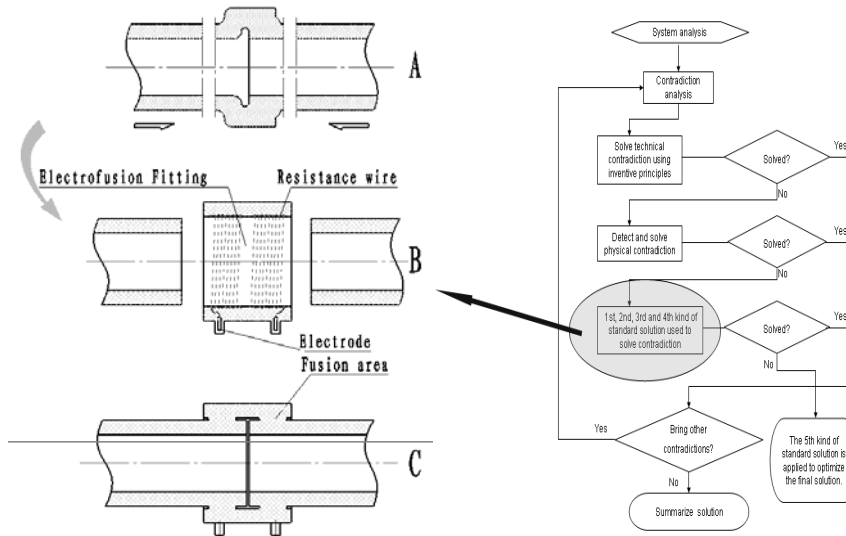 A
Electrofusion Fitting
Resistance wire
B
Electrode
Fusion area
C
System analysis
Contradiction
analysis
Solve technical
contradiction using
inventive principles
Solved?
Yes
No
Detect and solve
physical contradiction
Solved?
Yes
No
1st, 2nd, 3rd and 4th kind of
standard solution used to
solve contradiction
Solved?
Yes
No
Bring other
contradictions?
Yes
No
The 5th kind of
standard solution is
applied to optimize
the final solution.
Summarize solution